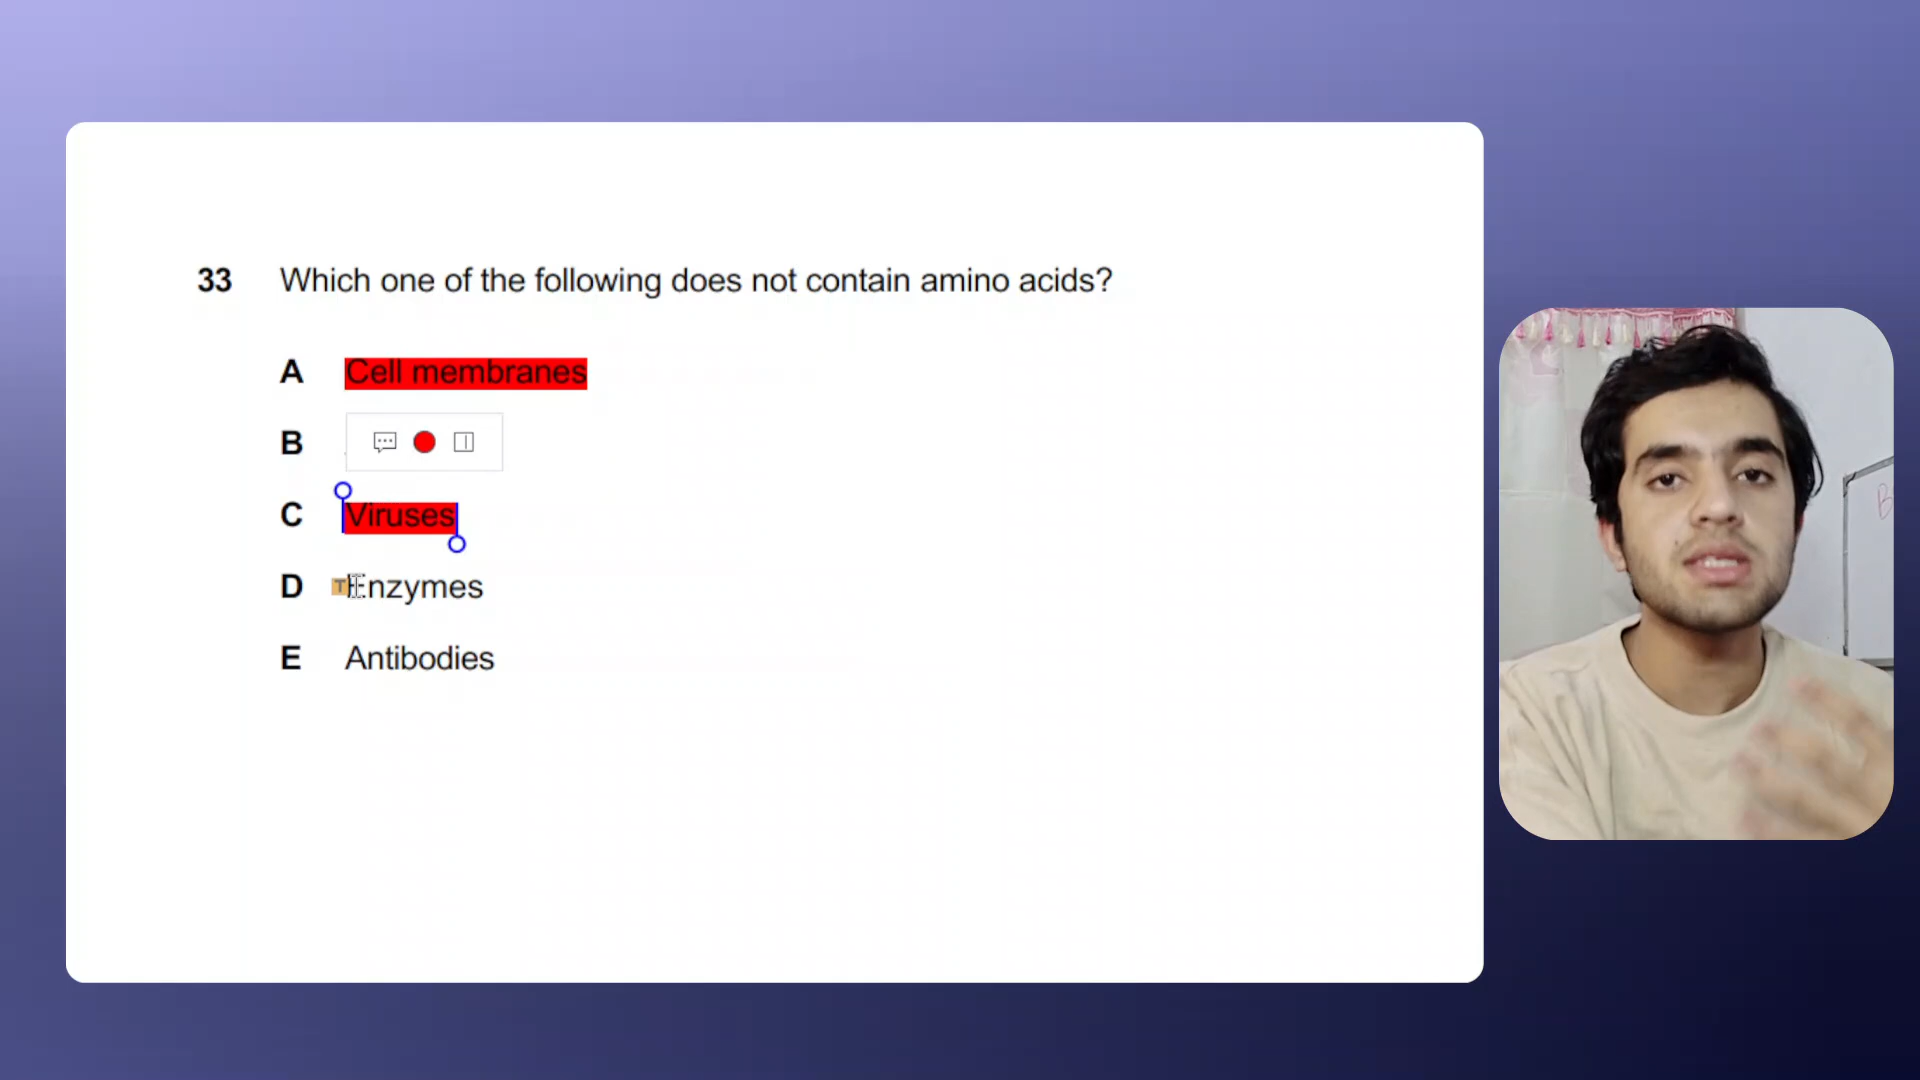 33 Which one of the following does not contain amino acids?
A Cell membranes
B
C Viruses
D Enzymes
E Antibodies
B